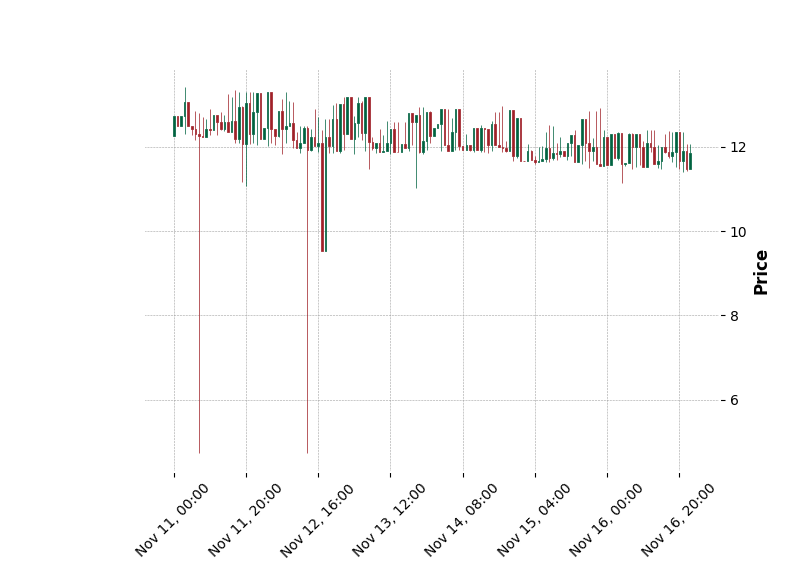 12
10
8
6
Price
Nov 11, 00:00
Nov 11, 20:00
Nov 12, 16:00
Nov 13, 12:00
Nov 14, 08:00
Nov 15, 04:00
Nov 16, 00:00
Nov 16, 20:00